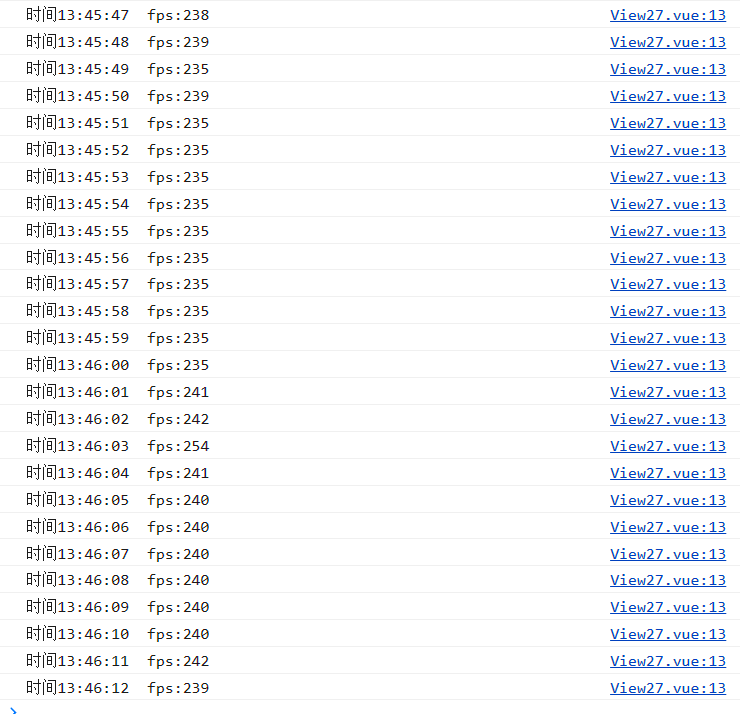 时间13:45:47  fps:238 View27.vue:13
时间13:45:48  fps:239 View27.vue:13
时间13:45:49  fps:235 View27.vue:13
时间13:45:50  fps:239 View27.vue:13
时间13:45:51  fps:235 View27.vue:13
时间13:45:52  fps:235 View27.vue:13
时间13:45:53  fps:235 View27.vue:13
时间13:45:54  fps:235 View27.vue:13
时间13:45:55  fps:235 View27.vue:13
时间13:45:56  fps:235 View27.vue:13
时间13:45:57  fps:235 View27.vue:13
时间13:45:58  fps:235 View27.vue:13
时间13:45:59  fps:235 View27.vue:13
时间13:46:00  fps:235 View27.vue:13
时间13:46:01  fps:241 View27.vue:13
时间13:46:02  fps:242 View27.vue:13
时间13:46:03  fps:254 View27.vue:13
时间13:46:04  fps:241 View27.vue:13
时间13:46:05  fps:240 View27.vue:13
时间13:46:06  fps:240 View27.vue:13
时间13:46:07  fps:240 View27.vue:13
时间13:46:08  fps:240 View27.vue:13
时间13:46:09  fps:240 View27.vue:13
时间13:46:10  fps:240 View27.vue:13
时间13:46:11  fps:242 View27.vue:13
时间13:46:12  fps:239 View27.vue:13